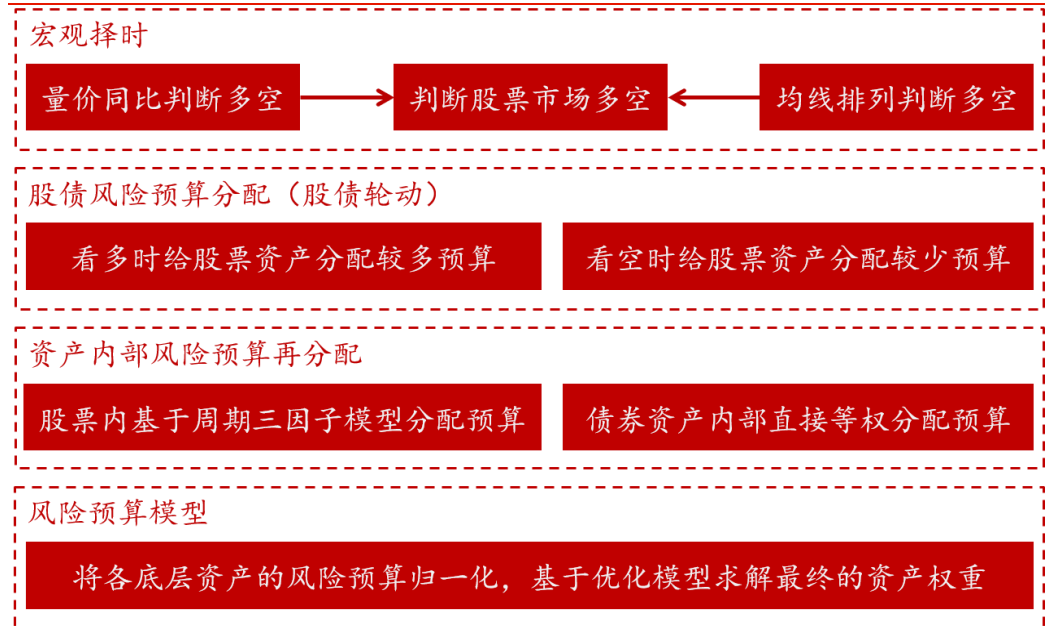 宏观择时
量价同比判断多空
判断股票市场多空
均线排列判断多空
股债风险预算分配（股债轮动）
看多时给股票资产分配较多预算
看空时给股票资产分配较少预算
资产内部风险预算再分配
股票内基于周期三因子模型分配预算
债券资产内部直接等权分配预算
风险预算模型
将各底层资产的风险预算归一化，基于优化模型求解最终的资产权重